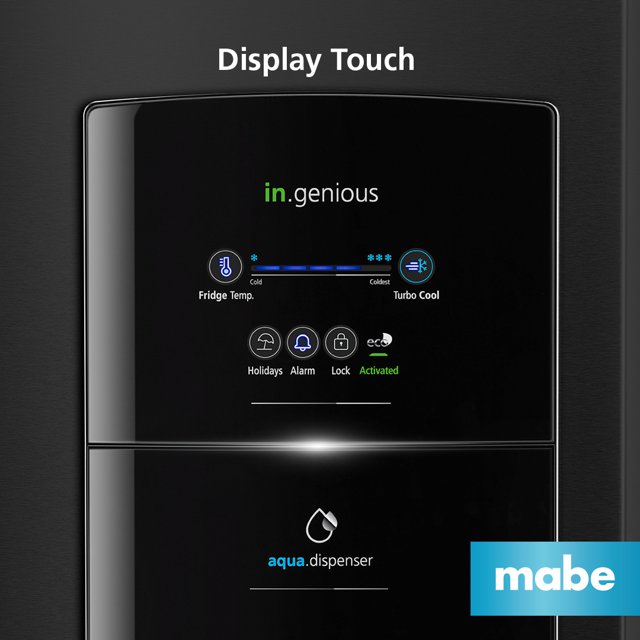 Display Touch
in.genious
Cold
Coldest
Fridge Temp.
Turbo Cool
eco
Holidays
Alarm
Lock
Activated
aqua.dispenser
mabe